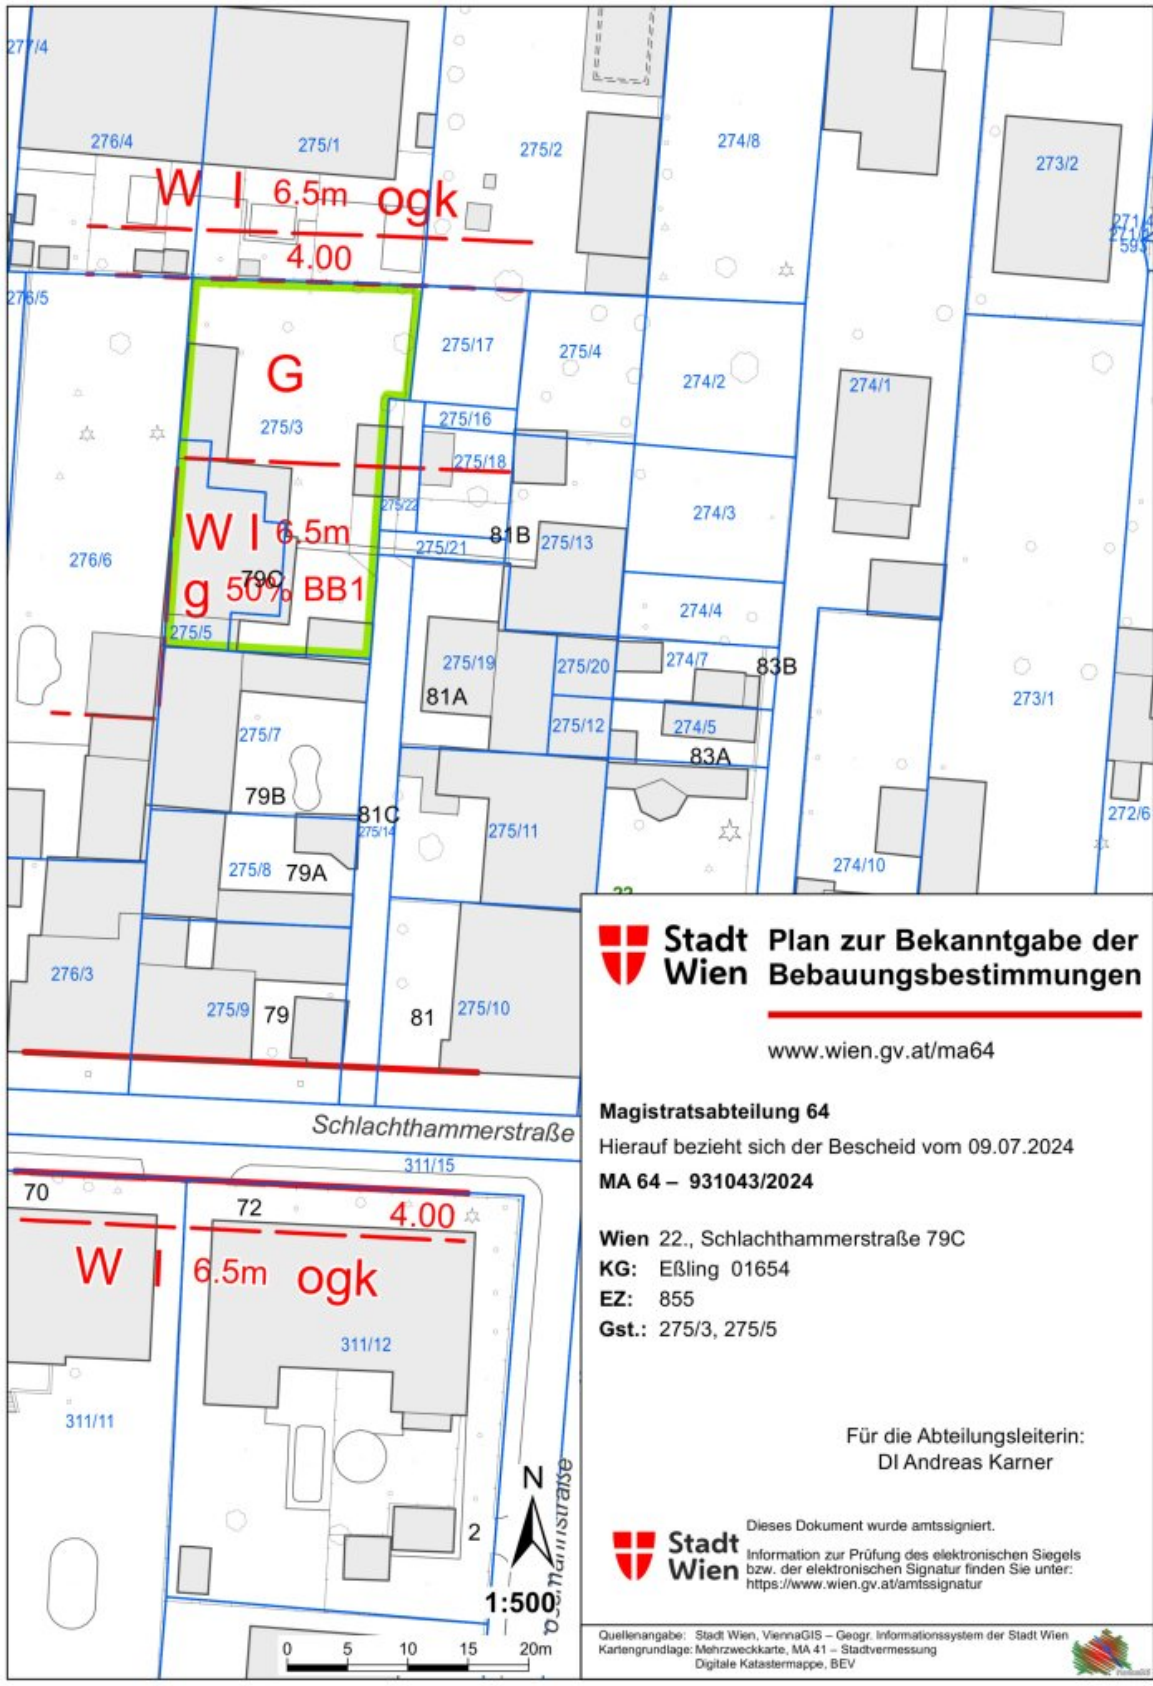 277/4
276/4
275/1
275/2
274/8
273/2
W I 6.5m ogk
4.00
276/5
275/17
275/4
274/2
274/1
G
275/3
275/16
275/18
275/22
274/3
W I 6.5m
81B
275/13
275/21
276/6
79C
g 50% BB1
274/4
275/5
275/19
275/20
274/7
83B
81A
273/1
275/7
275/12
274/5
83A
79B
81C
275/14
275/11
272/6
275/8
79A
274/10
276/3
275/9
79
81
275/10
Schlachthammerstraße
311/15
70
72
4.00
W I 6.5m ogk
311/12
311/11
N
2
1:500
0 5 10 15 20m
Stadt
Wien
Plan zur Bekanntgabe der
Bebauungsbestimmungen
www.wien.gv.at/ma64
Magistratsabteilung 64
Hierauf bezieht sich der Bescheid vom 09.07.2024
MA 64 – 931043/2024
Wien 22., Schlachthammerstraße 79C
KG: Eßling 01654
EZ: 855
Gst.: 275/3, 275/5
Für die Abteilungsleiterin:
DI Andreas Karner
Stadt
Wien
Dieses Dokument wurde amtssigniert.
Information zur Prüfung des elektronischen Siegels
bzw. der elektronischen Signatur finden Sie unter:
https://www.wien.gv.at/amtssignatur
Quellenangabe: Stadt Wien, ViennaGIS – Geogr. Informationssystem der Stadt Wien
Kartengrundlage: Mehrzweckkarte, MA 41 – Stadtvermessung
Digitale Katastermappe, BEV